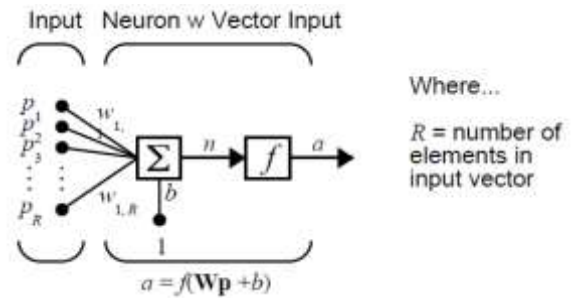 Input Neuron w Vector Input
p1
p2
p3
pR
w1,
w1, R
Σ
n
f
a
b
1
a = f(Wp +b)
Where...
R = number of
elements in
input vector